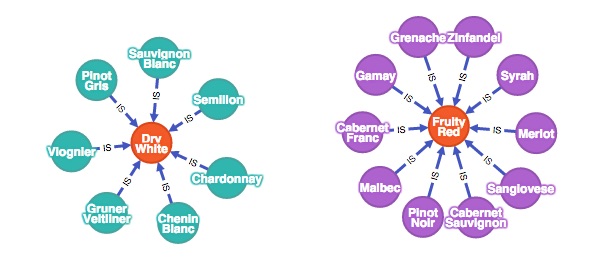 Sauvignon
Blanc
Pinot
Gris
Semillon
Viognier
Dry
White
Chardonnay
Gruner
Veltliner
Chenin
Blanc
IS
IS
IS
IS
IS
IS
IS
Grenache
Zinfandel
Gamay
Syrah
Cabernet
Franc
Fruity
Red
Merlot
Malbec
Sangiovese
Pinot
Noir
Cabernet
Sauvignon
IS
IS
IS
IS
IS
IS
IS
IS
IS
IS